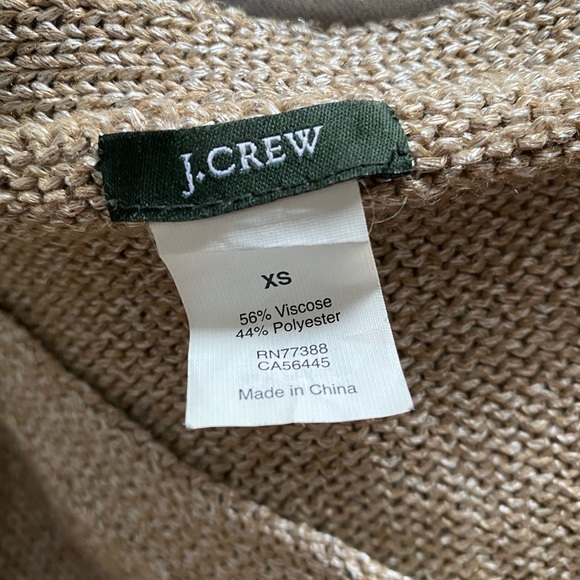 J.CREW
XS
56% Viscose
44% Polyester
RN77388
CA56445
Made in China